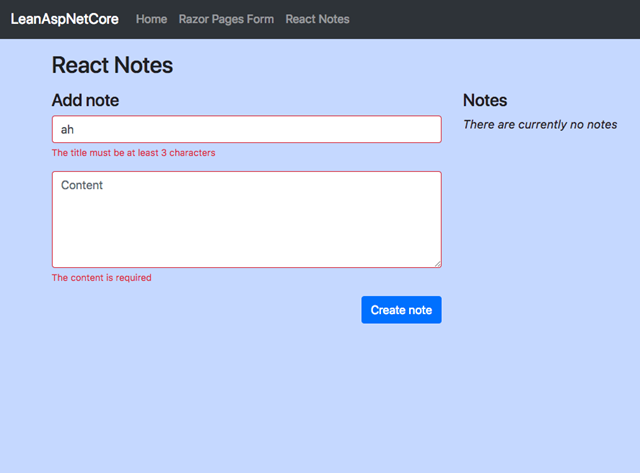 LeanAspNetCore Home Razor Pages Form React Notes
React Notes
Add note
ah
The title must be at least 3 characters
Content
The content is required
Create note
Notes
There are currently no notes